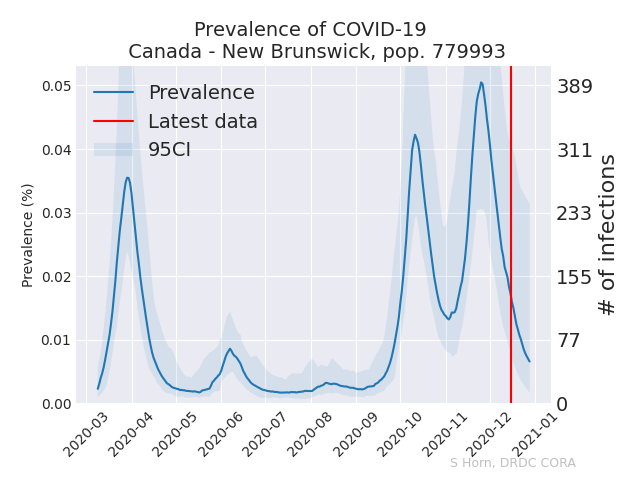 Prevalence of COVID-19
Canada - New Brunswick, pop. 779993
Prevalence
Latest data
95CI
Prevalence (%)
0.05
0.04
0.03
0.02
0.01
0.00
389
311
233
155
77
0
# of infections
2020-03
2020-04
2020-05
2020-06
2020-07
2020-08
2020-09
2020-10
2020-11
2020-12
2021-01
S Horn, DRDC CORA